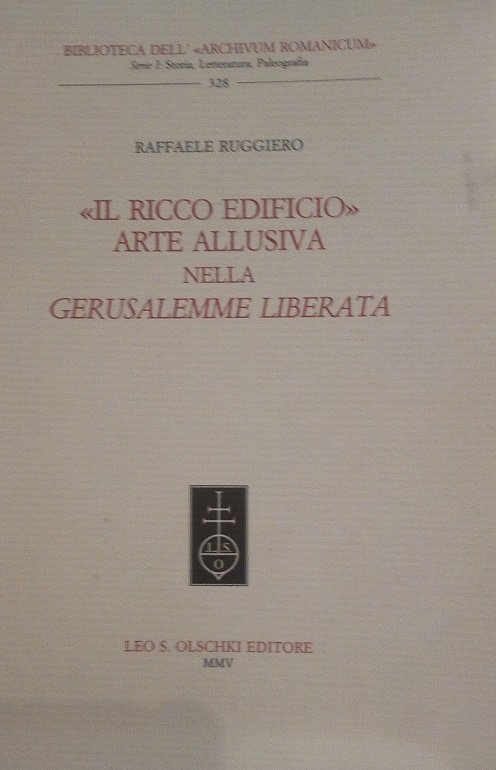 BIBLIOTECA DELL' «ARCHIVUM ROMANICUM»
Serie I: Storia, Letteratura, Paleografia
328
RAFFAELE RUGGIERO
«IL RICCO EDIFICIO»
ARTE ALLUSIVA
NELLA
GERUSALEMME LIBERATA
L. S.
O
LEO S. OLSCHKI EDITORE
MMV